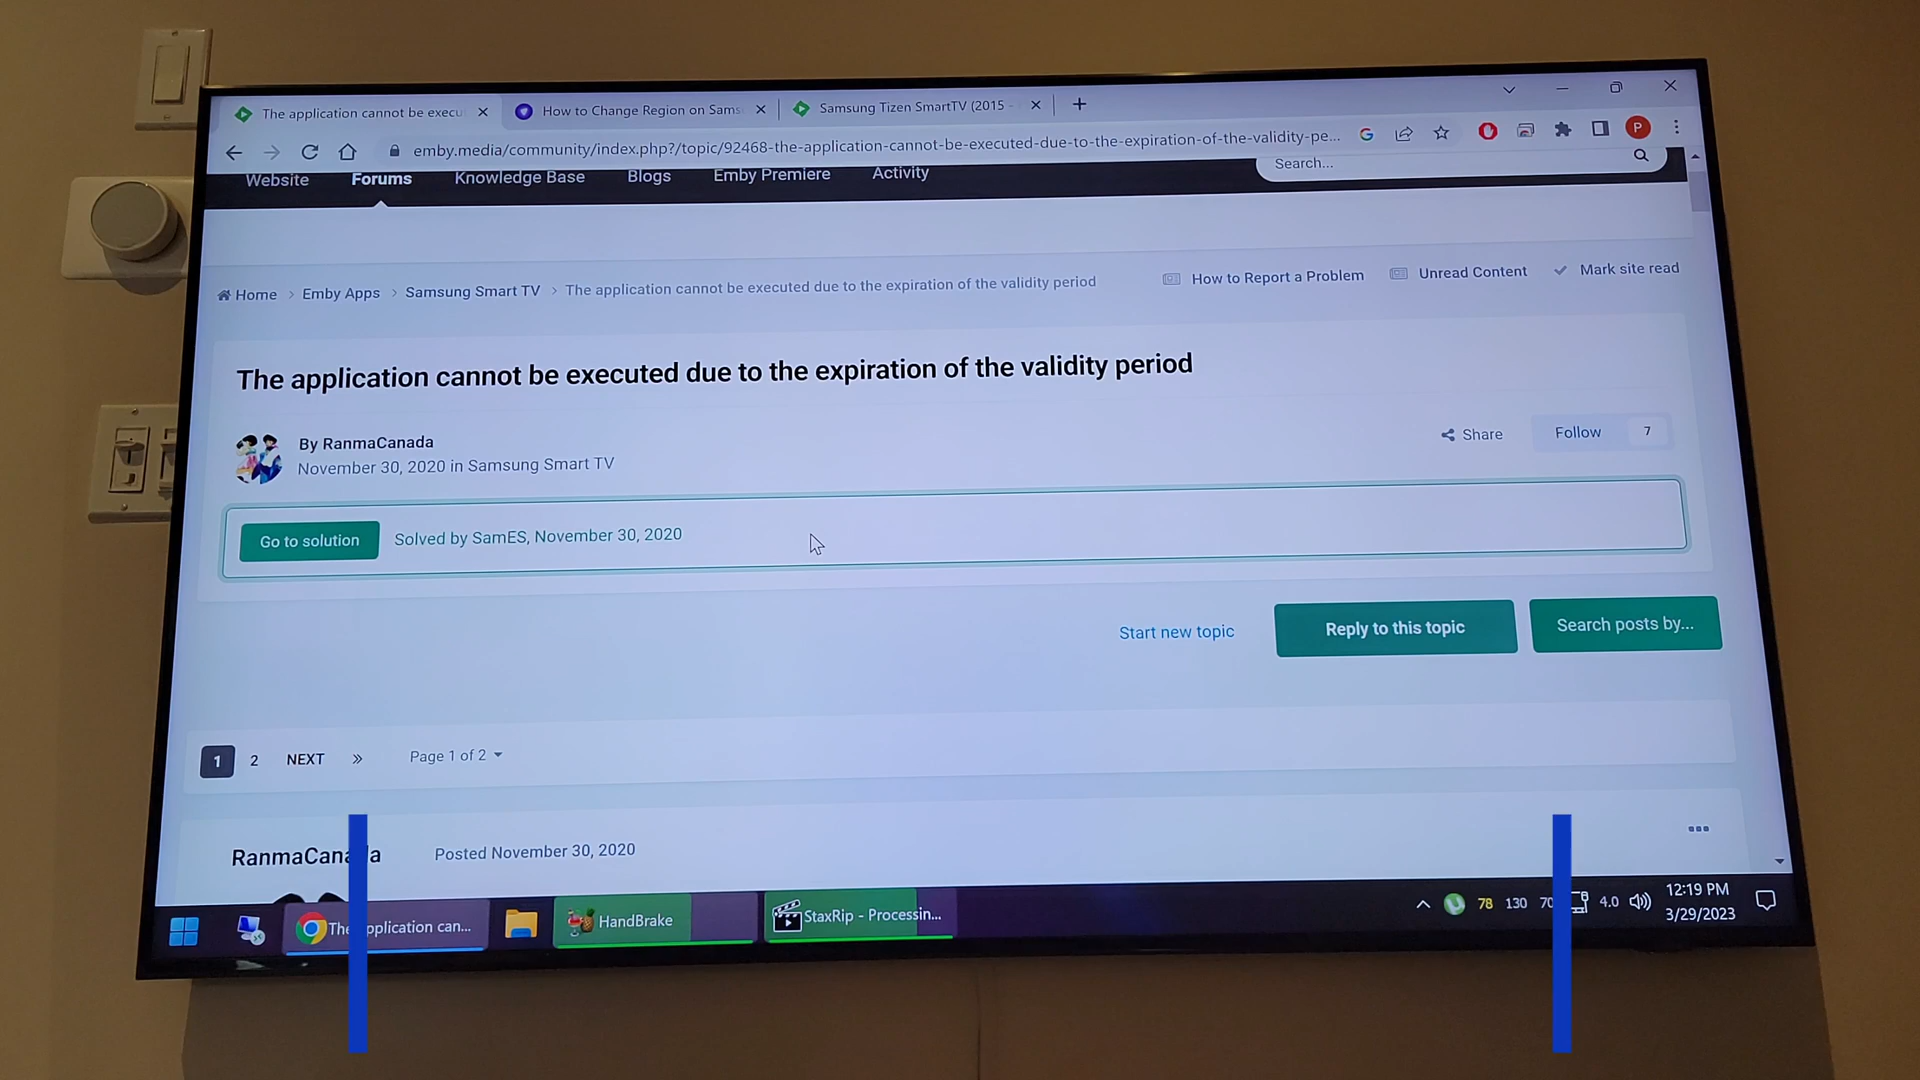 The application cannot be execu
How to Change Region on Sams
Samsung Tizen SmartTV (2015 -
emby.media/community/index.php?/topic/92468-the-application-cannot-be-executed-due-to-the-expiration-of-the-validity-pe...
P
Website Forums Knowledge Base Blogs Emby Premiere Activity
Search...
How to Report a Problem Unread Content Mark site read
Home > Emby Apps > Samsung Smart TV > The application cannot be executed due to the expiration of the validity period
The application cannot be executed due to the expiration of the validity period
By RanmaCanada
November 30, 2020 in Samsung Smart TV
Share Follow 7
Go to solution Solved by SamES, November 30, 2020
Start new topic Reply to this topic Search posts by...
1 2 NEXT » Page 1 of 2
RanmaCanada Posted November 30, 2020
The application can...
HandBrake
StaxRip - Processin...
78 130 70 4.0
12:19 PM
3/29/2023